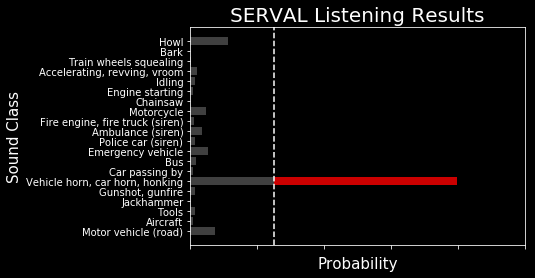 SERVAL Listening Results
Howl
Bark
Train wheels squealing
Accelerating, revving, vroom
Idling
Engine starting
Chainsaw
Motorcycle
Fire engine, fire truck (siren)
Ambulance (siren)
Police car (siren)
Emergency vehicle
Bus
Car passing by
Vehicle horn, car horn, honking
Gunshot, gunfire
Jackhammer
Tools
Aircraft
Motor vehicle (road)
Sound Class
Probability